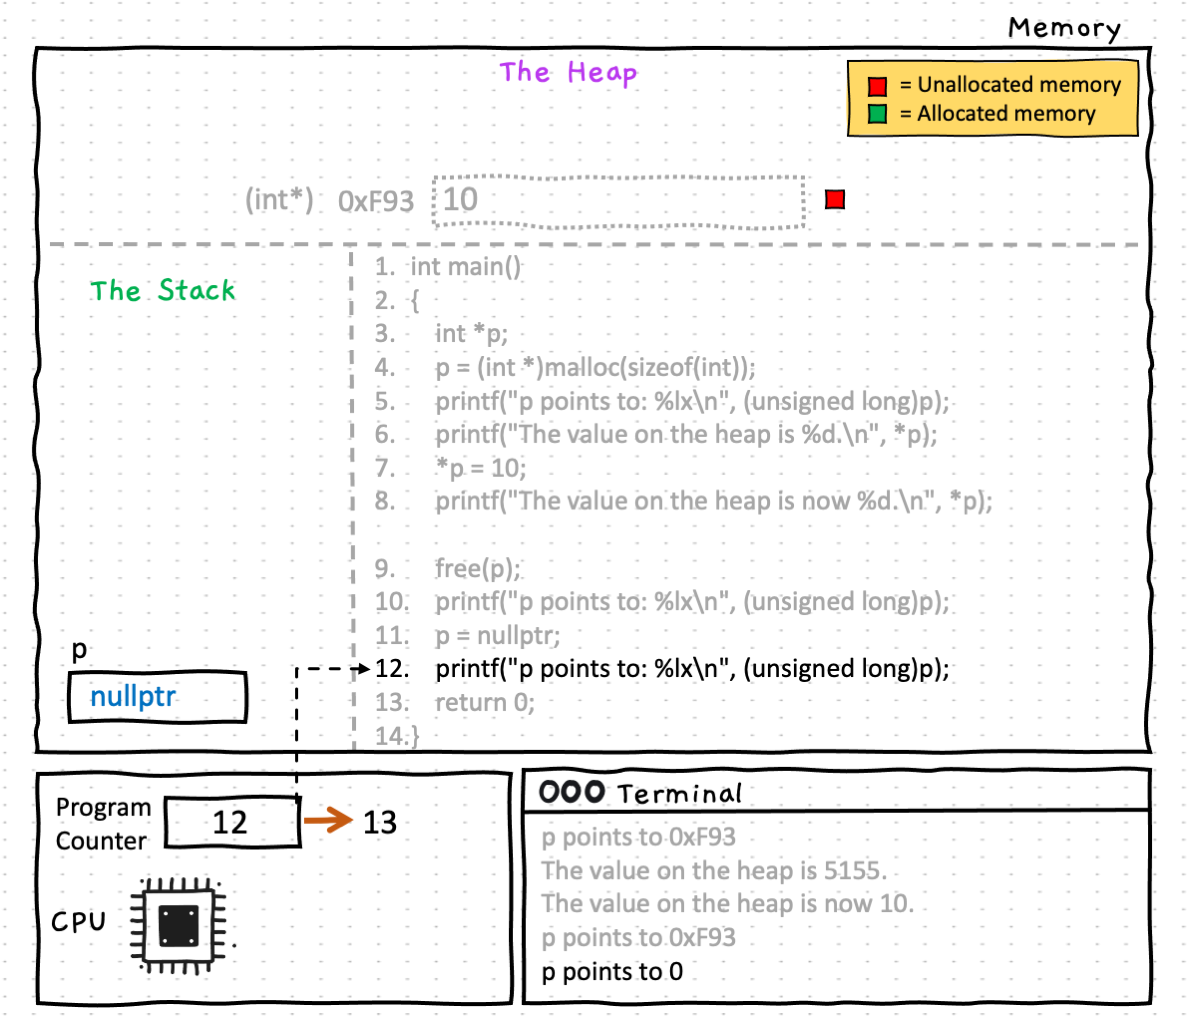 Memory
The Heap
= Unallocated memory
= Allocated memory
(int*) 0xF93 10
The Stack
1. int main()
2. {
3. int *p;
4. p = (int *)malloc(sizeof(int));
5. printf("p points to: %lx\n", (unsigned long)p);
6. printf("The value on the heap is %d.\n", *p);
7. *p = 10;
8. printf("The value on the heap is now %d.\n", *p);
9. free(p);
10. printf("p points to: %lx\n", (unsigned long)p);
11. p = nullptr;
12. printf("p points to: %lx\n", (unsigned long)p);
13. return 0;
14.}
p
nullptr
Program
Counter
12
13
CPU
Terminal
p points to 0xF93
The value on the heap is 5155.
The value on the heap is now 10.
p points to 0xF93
p points to 0